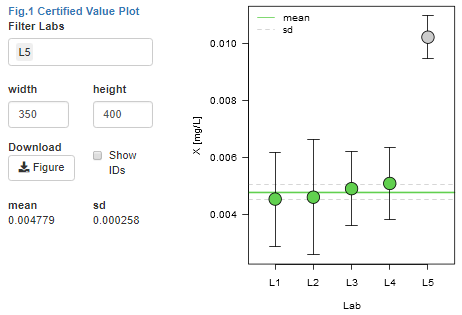 Fig.1 Certified Value Plot
Filter Labs
L5
width
height
350
400
Download
Figure
Show
IDs
mean
sd
0.004779
0.000258
mean
sd
0.010
0.008
0.006
0.004
X [mg/L]
L1
L2
L3
L4
L5
Lab